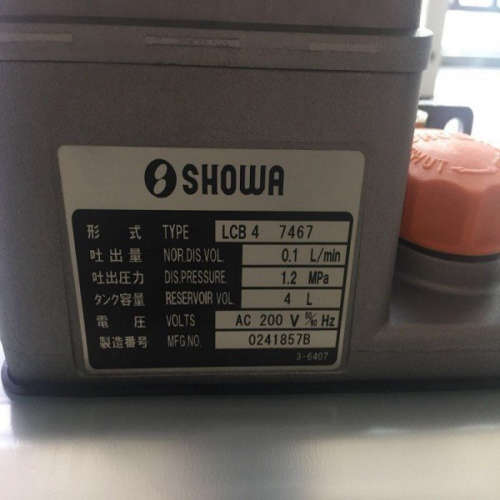 SHOWA
形 式 TYPE LCB 4 7467
吐出量 NOR.DIS.VOL. 0.1 L/min
吐出圧力 DIS.PRESSURE 1.2 MPa
タンク容量 RESERVOIR VOL. 4 L
電 圧 VOLTS AC 200 V 50/60 Hz
製造番号 MFG.NO. 0241857B
3-6407